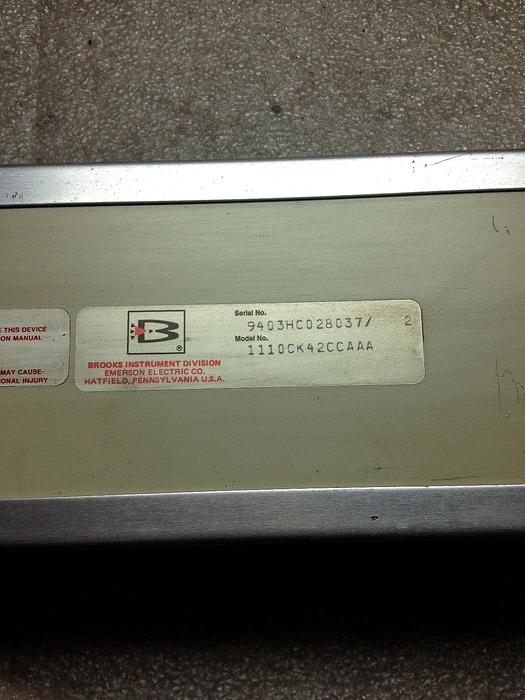 E THIS DEVICE
ON MANUAL
MAY CAUSE-
ONAL INJURY
B
®
BROOKS INSTRUMENT DIVISION
EMERSON ELECTRIC CO.
HATFIELD, PENNSYLVANIA U.S.A.
Serial No.
9403HC028037/ 2
Model No.
1110CK42CCAAA